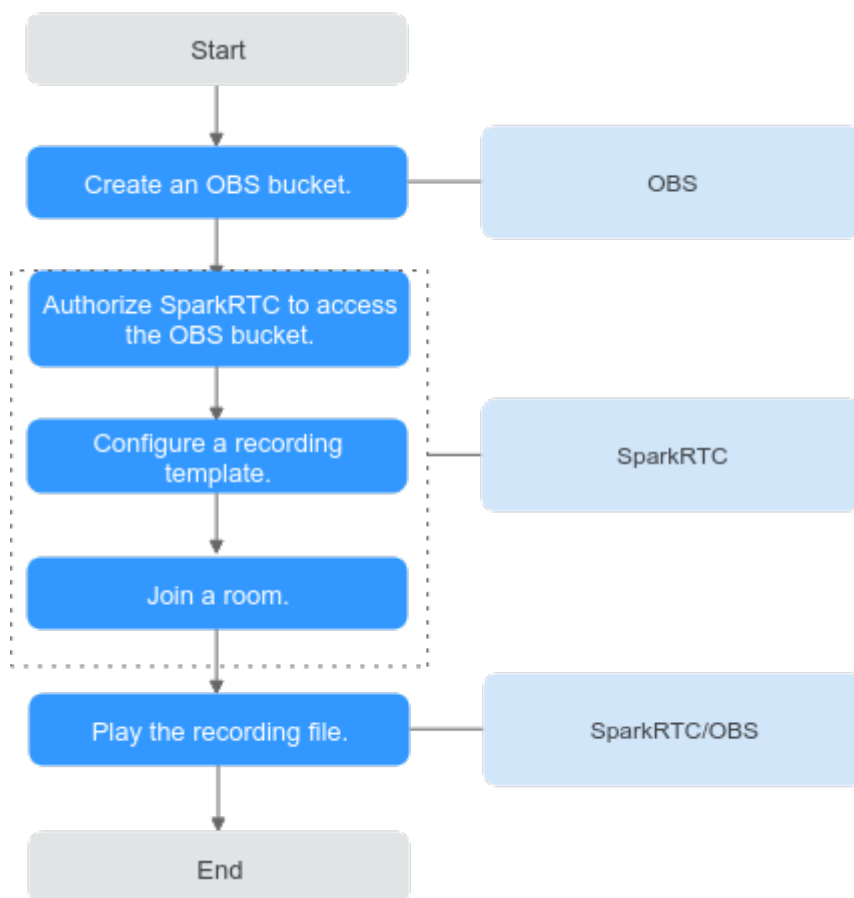 Start
Create an OBS bucket.
OBS
Authorize SparkRTC to access
the OBS bucket.
Configure a recording
template.
SparkRTC
Join a room.
Play the recording file.
SparkRTC/OBS
End